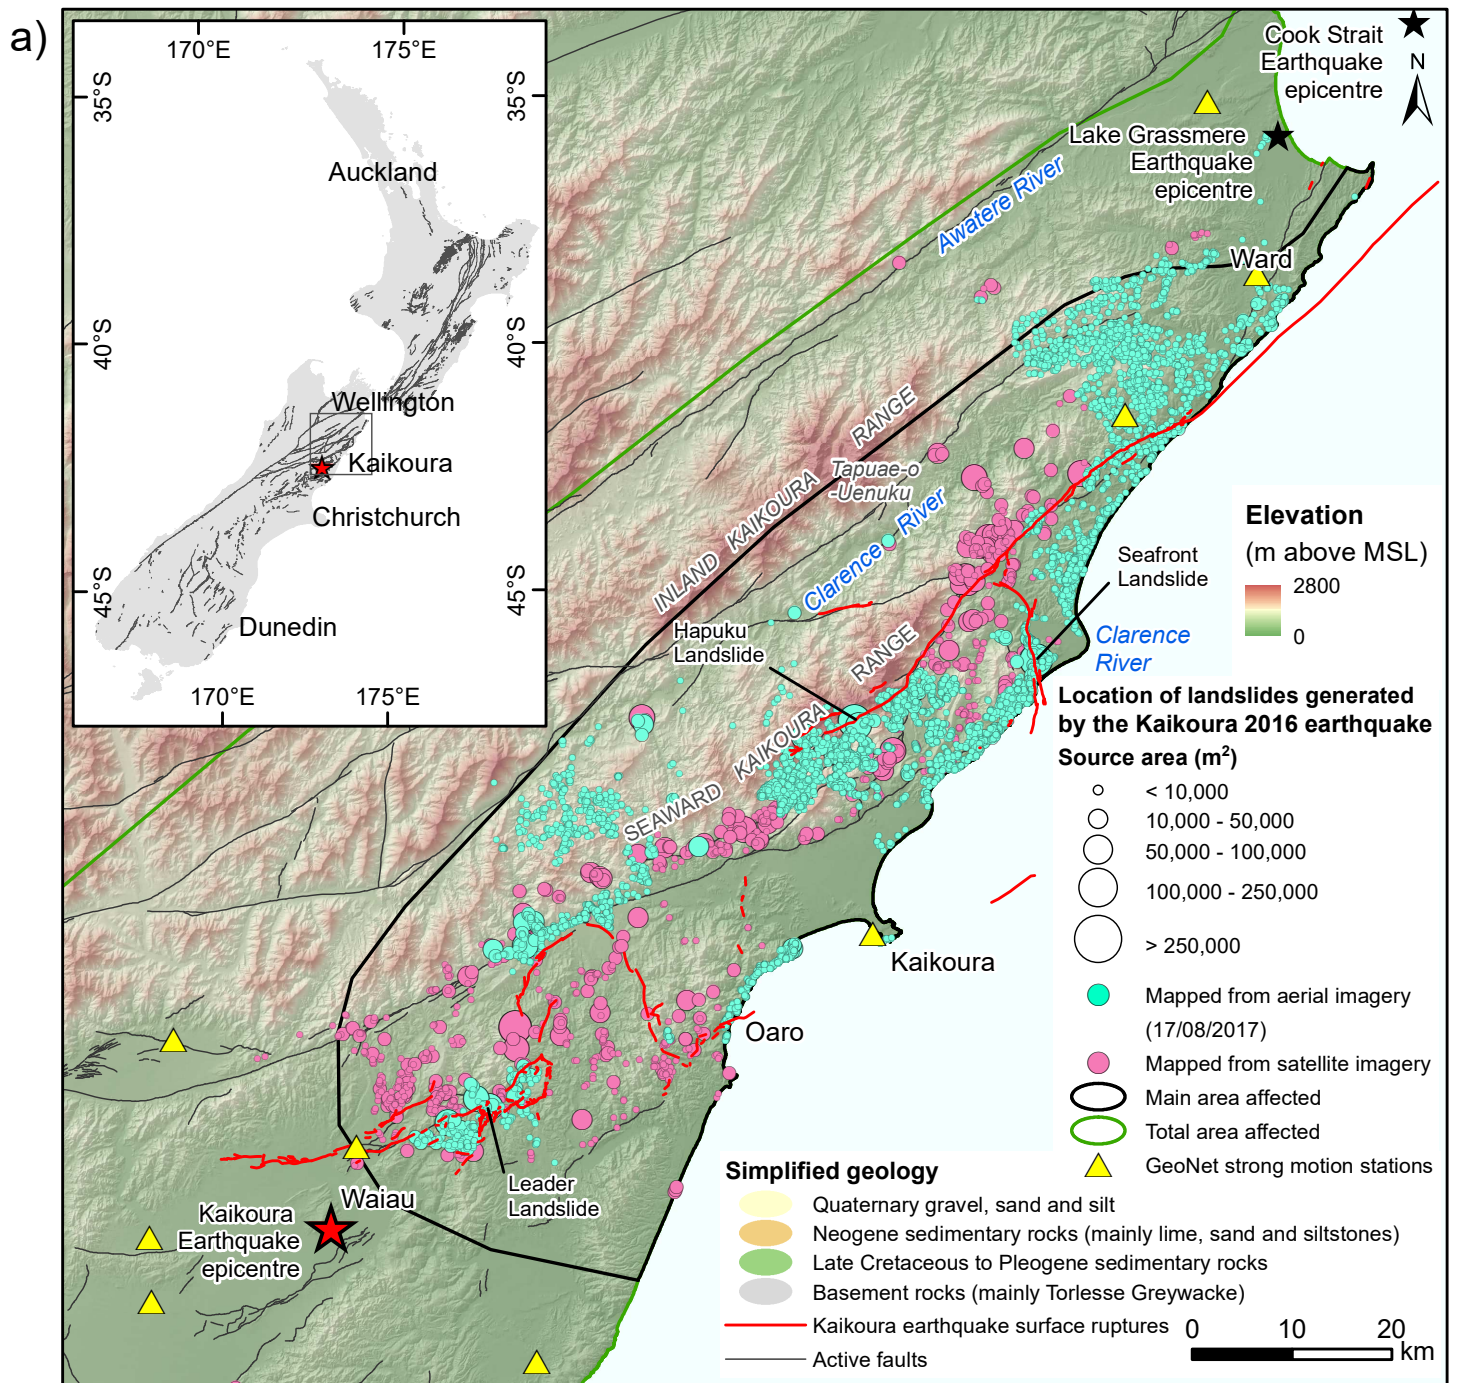 a)
170°E
175°E
35°S
35°S
Auckland
40°S
40°S
Wellington
Kaikoura
Christchurch
45°S
45°S
Dunedin
170°E
175°E
Cook Strait
Earthquake
epicentre
N
Lake Grassmere
Earthquake
epicentre
Awatere River
Ward
INLAND KAIKOURA RANGE
Tapuae-o
-Uenuku
Clarence River
Seafront
Landslide
Hapuku
Landslide
Clarence
River
SEAWARD KAIKOURA RANGE
Kaikoura
Oaro
Leader
Landslide
Waiau
Kaikoura
Earthquake
epicentre
Elevation
(m above MSL)
2800
0
Location of landslides generated
by the Kaikoura 2016 earthquake
Source area (m²)
< 10,000
10,000 - 50,000
50,000 - 100,000
100,000 - 250,000
> 250,000
Mapped from aerial imagery
(17/08/2017)
Mapped from satellite imagery
Main area affected
Total area affected
GeoNet strong motion stations
Simplified geology
Quaternary gravel, sand and silt
Neogene sedimentary rocks (mainly lime, sand and siltstones)
Late Cretaceous to Pleogene sedimentary rocks
Basement rocks (mainly Torlesse Greywacke)
Kaikoura earthquake surface ruptures
Active faults
0 10 20
km